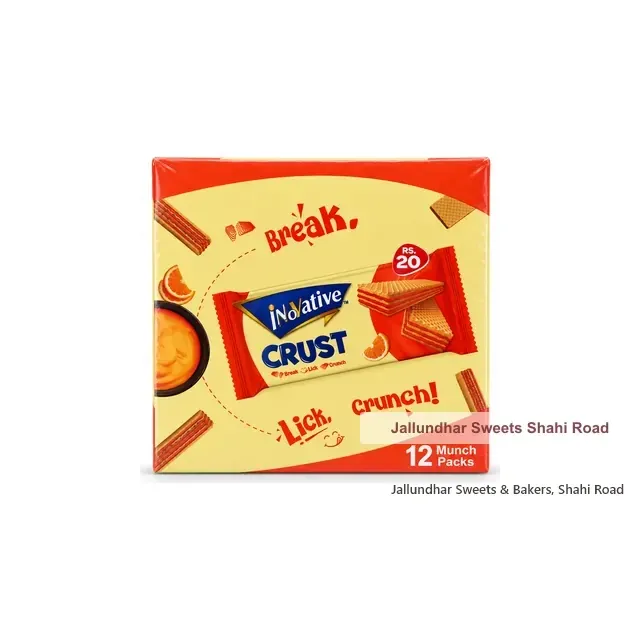 Break,
RS.
20
iNoVative
CRUST
Break Lick Crunch
Lick, crunch!
Jallundhar Sweets Shahi Road
12 Munch
Packs
Jallundhar Sweets & Bakers, Shahi Road